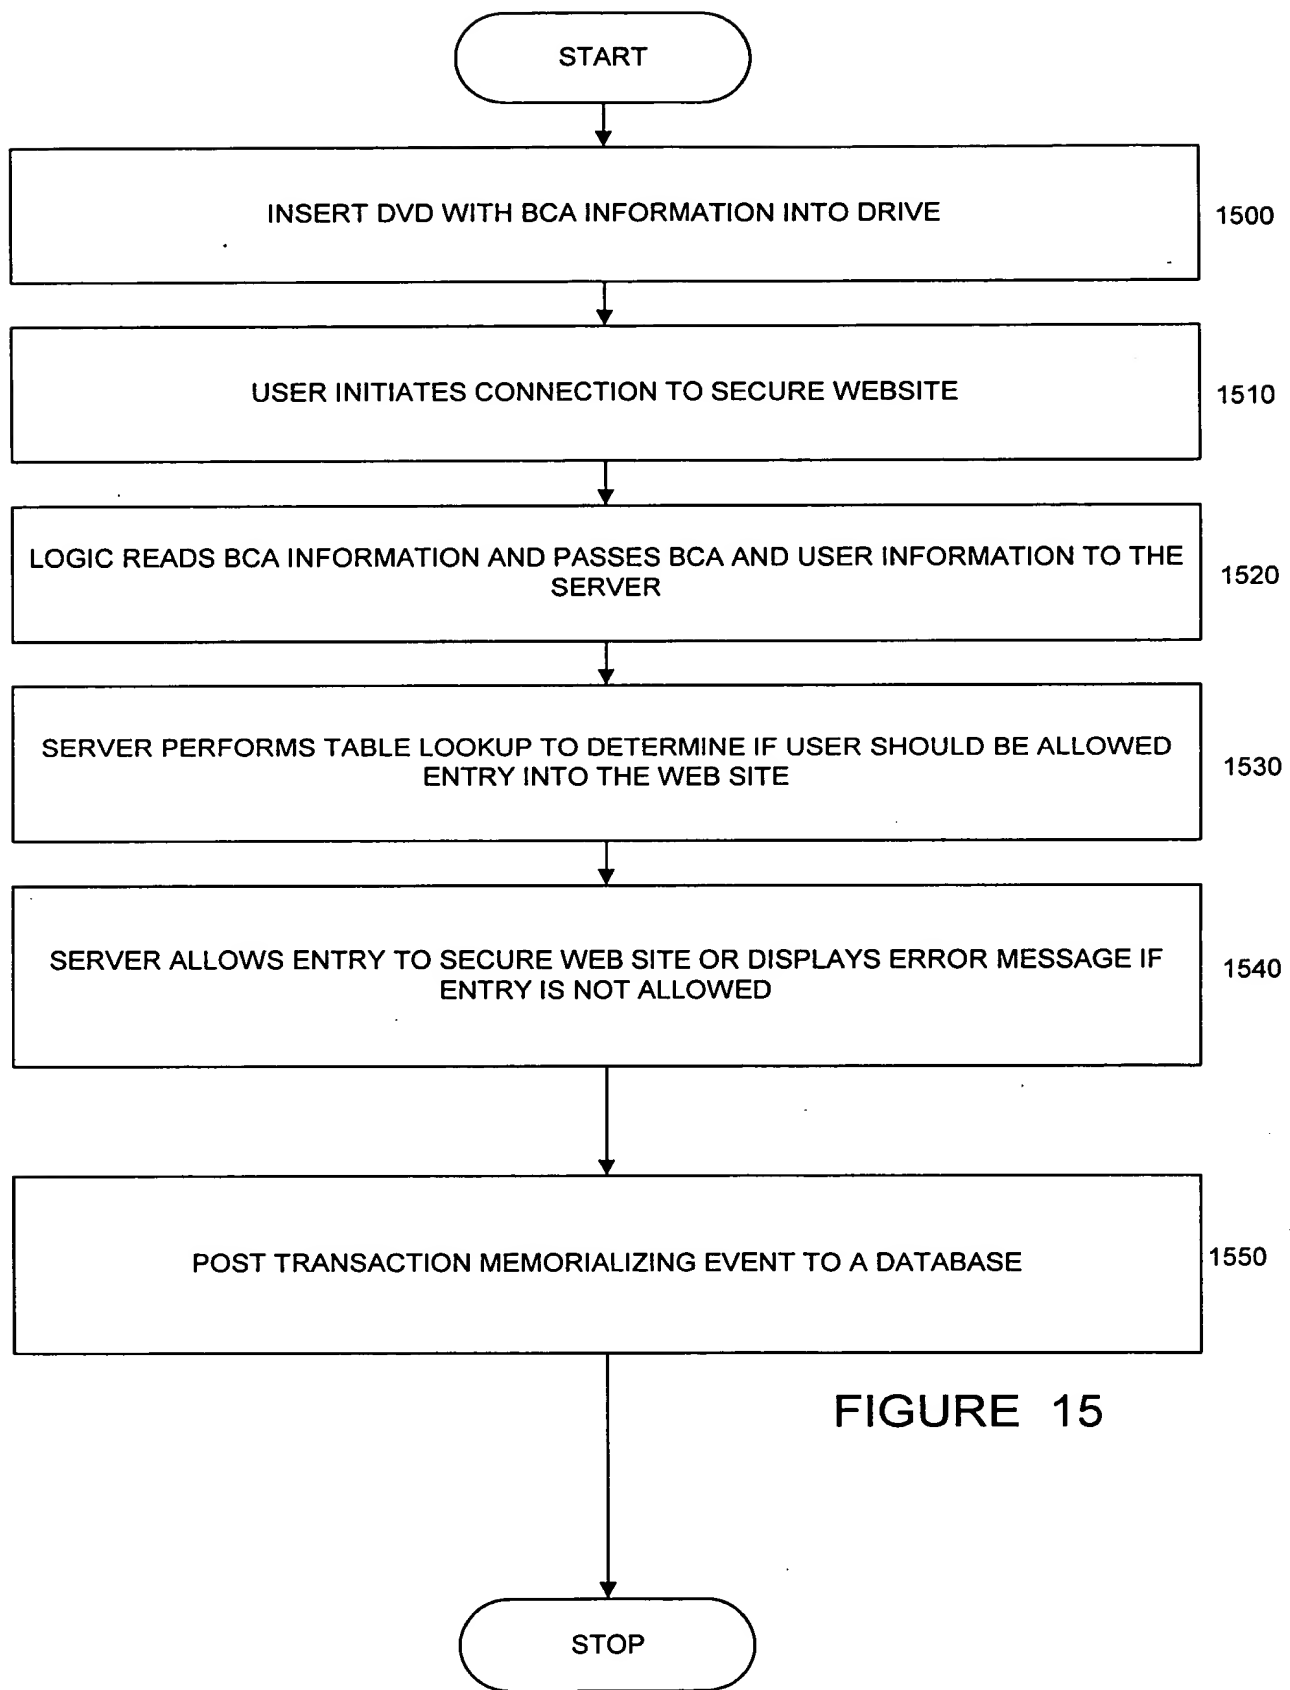 START
INSERT DVD WITH BCA INFORMATION INTO DRIVE
1500
USER INITIATES CONNECTION TO SECURE WEBSITE
1510
LOGIC READS BCA INFORMATION AND PASSES BCA AND USER INFORMATION TO THE
SERVER
1520
SERVER PERFORMS TABLE LOOKUP TO DETERMINE IF USER SHOULD BE ALLOWED
ENTRY INTO THE WEB SITE
1530
SERVER ALLOWS ENTRY TO SECURE WEB SITE OR DISPLAYS ERROR MESSAGE IF
ENTRY IS NOT ALLOWED
1540
POST TRANSACTION MEMORIALIZING EVENT TO A DATABASE
1550
FIGURE 15
STOP